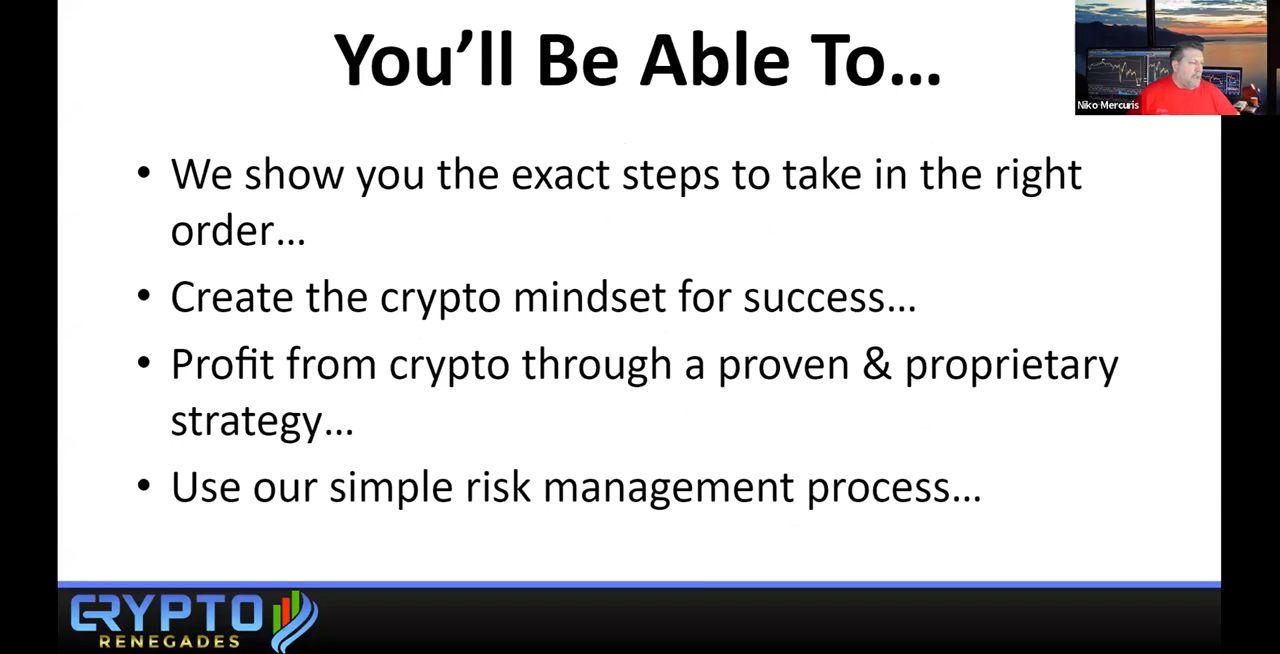 You’ll Be Able To...
Niko Mercuris
• We show you the exact steps to take in the right
order...
• Create the crypto mindset for success...
• Profit from crypto through a proven & proprietary
strategy...
• Use our simple risk management process...
CRYPTO
RENEGADES